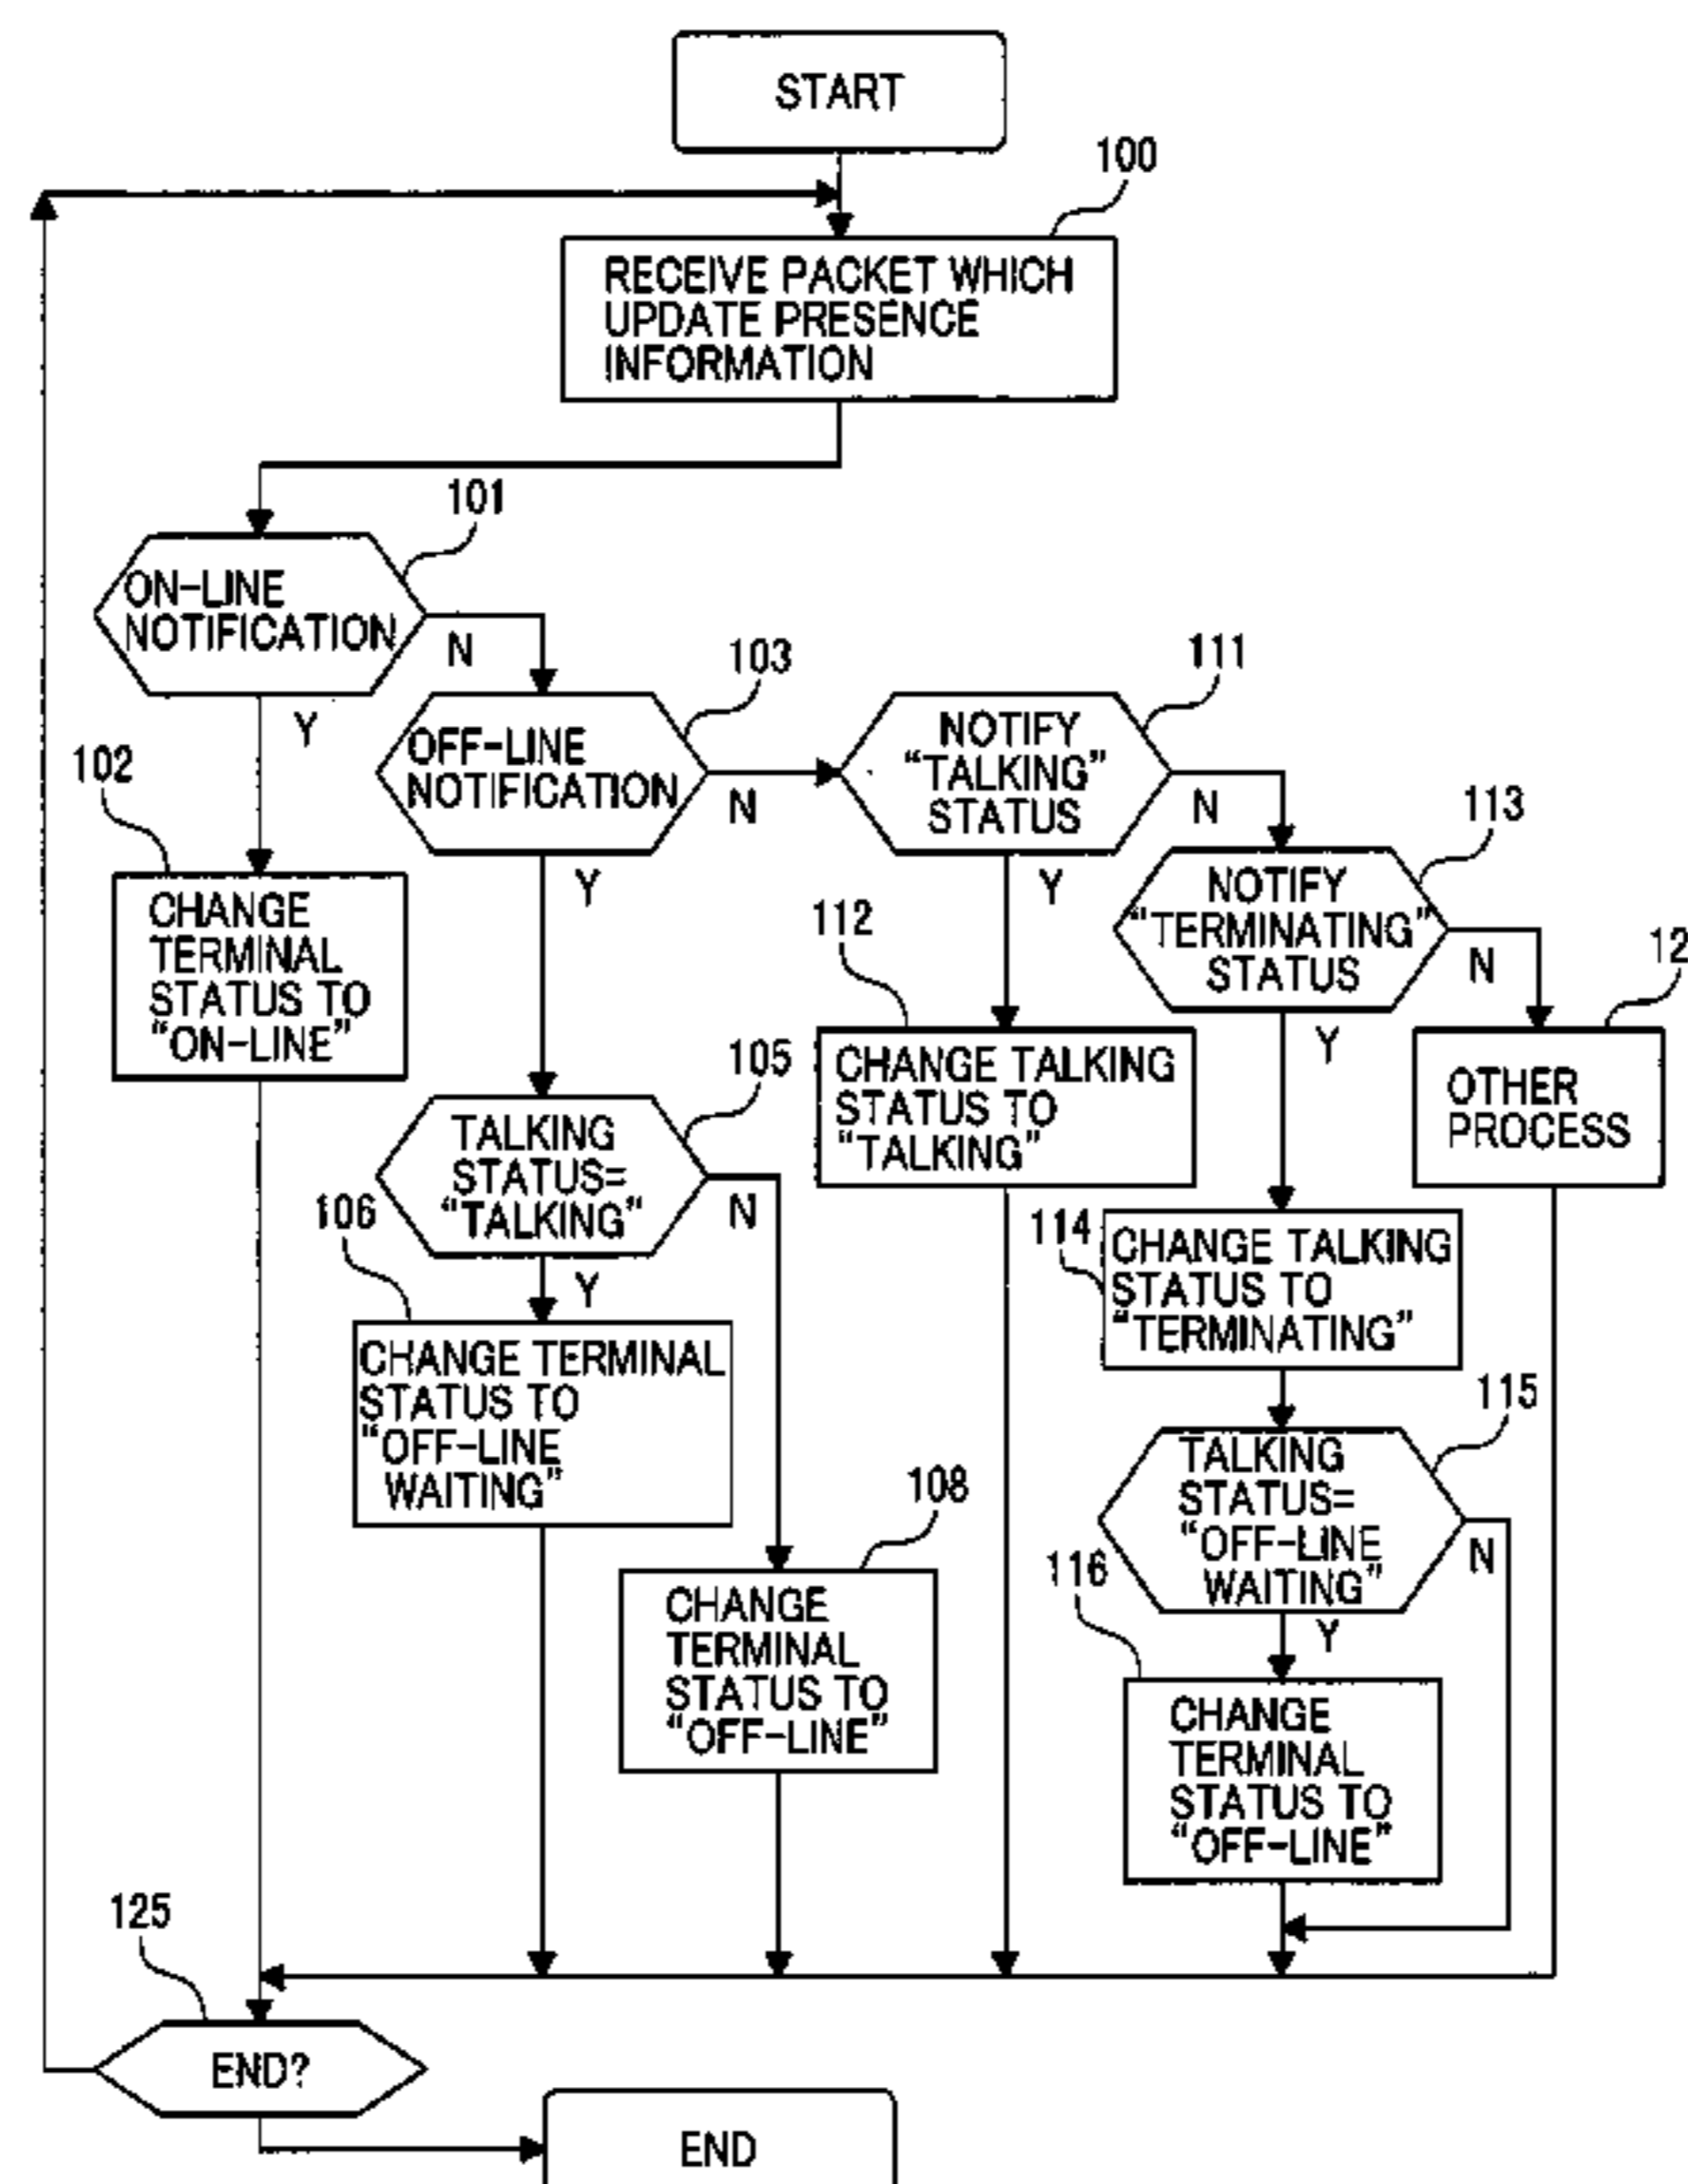 START
100
RECEIVE PACKET WHICH
UPDATE PRESENCE
INFORMATION
101
ON-LINE
NOTIFICATION
N
Y
103
OFF-LINE
NOTIFICATION
N
Y
111
NOTIFY
“TALKING”
STATUS
N
Y
113
NOTIFY
“TERMINATING”
STATUS
N
Y
102
CHANGE
TERMINAL
STATUS TO
“ON-LINE”
112
CHANGE TALKING
STATUS TO
“TALKING”
12
OTHER
PROCESS
105
TALKING
STATUS=
“TALKING”
N
Y
106
CHANGE TERMINAL
STATUS TO
“OFF-LINE
WAITING”
114
CHANGE TALKING
STATUS TO
“TERMINATING”
115
TALKING
STATUS=
“OFF-LINE
WAITING”
N
Y
108
CHANGE
TERMINAL
STATUS TO
“OFF-LINE”
116
CHANGE
TERMINAL
STATUS TO
“OFF-LINE”
125
END?
END